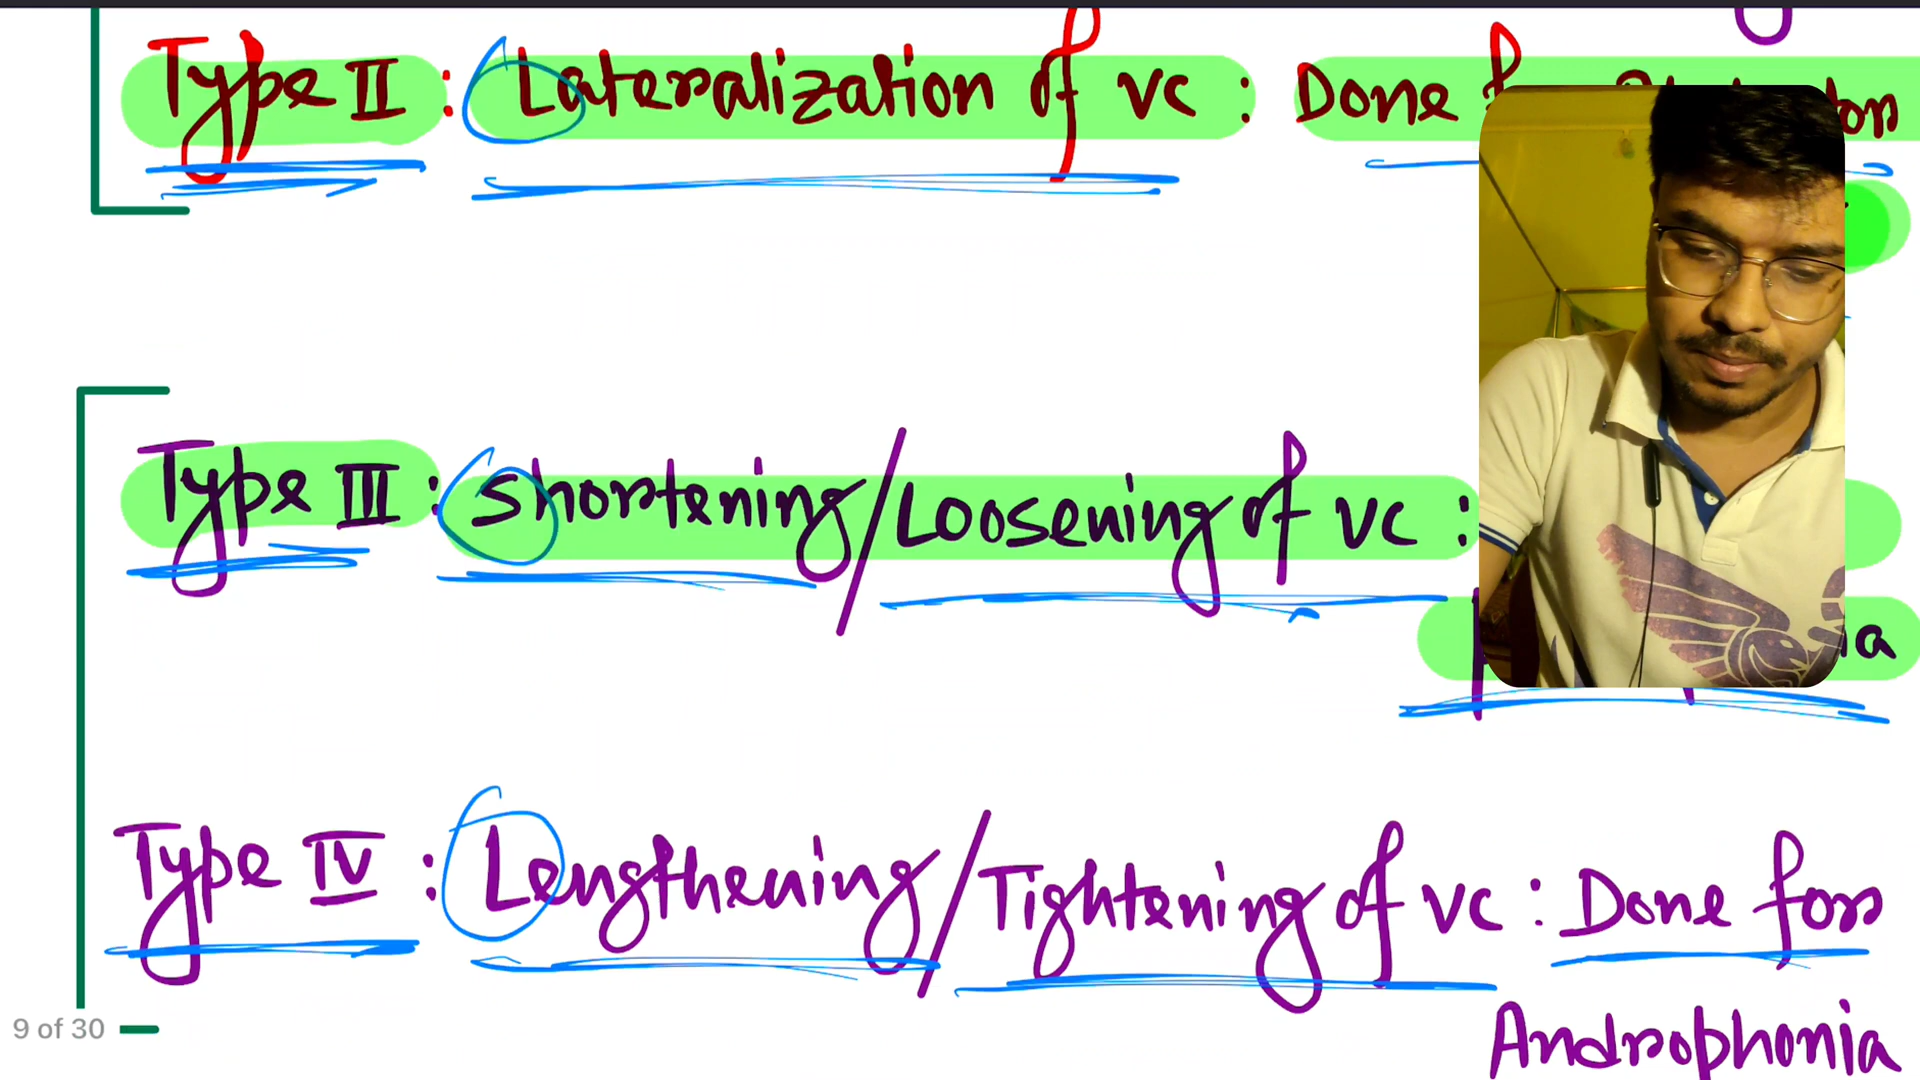 Type II : Lateralization of vc : Done
Type III : Shortening/Loosening of vc :
Type IV : Lengthening/Tightening of vc : Done for
Androphonia
9 of 30